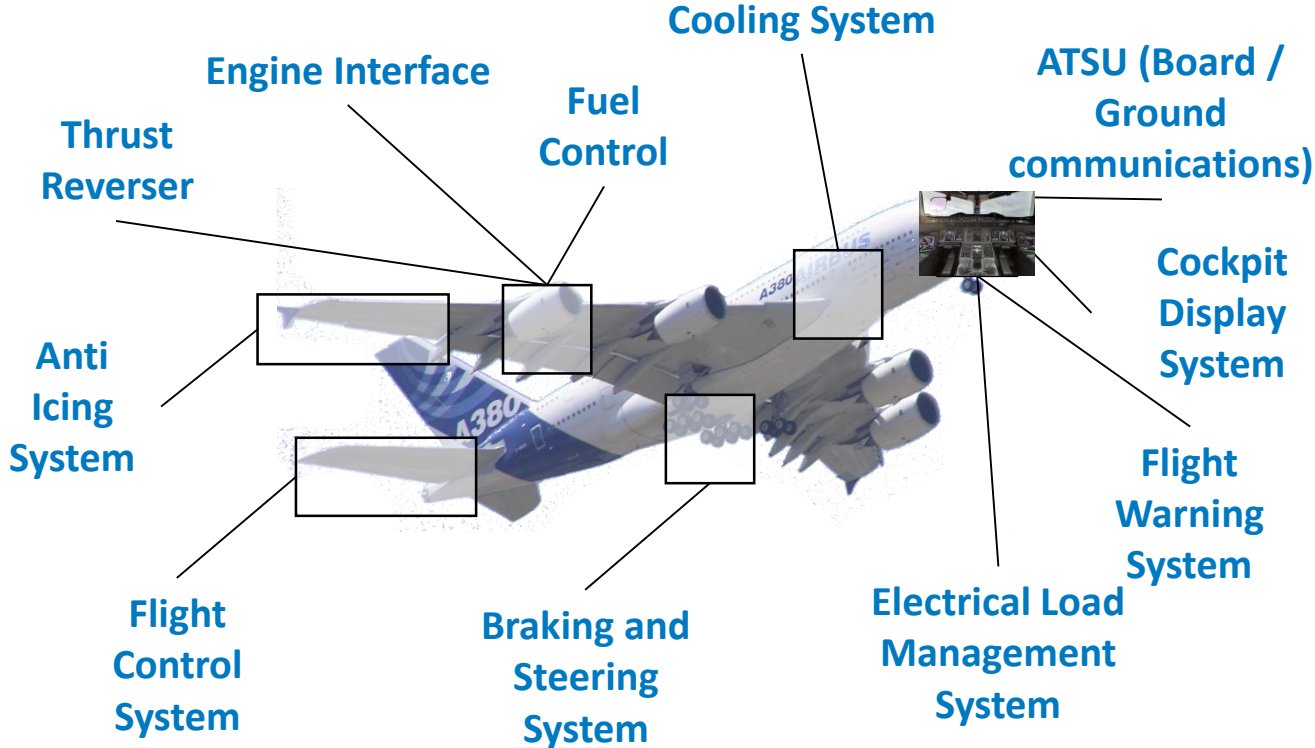 Cooling System
Engine Interface
ATSU (Board /
Ground
communications)
Fuel
Control
Thrust
Reverser
A380 AIRBUS
Cockpit
Display
System
Anti
Icing
System
A380
Flight
Warning
System
Electrical Load
Management
System
Flight
Control
System
Braking and
Steering
System